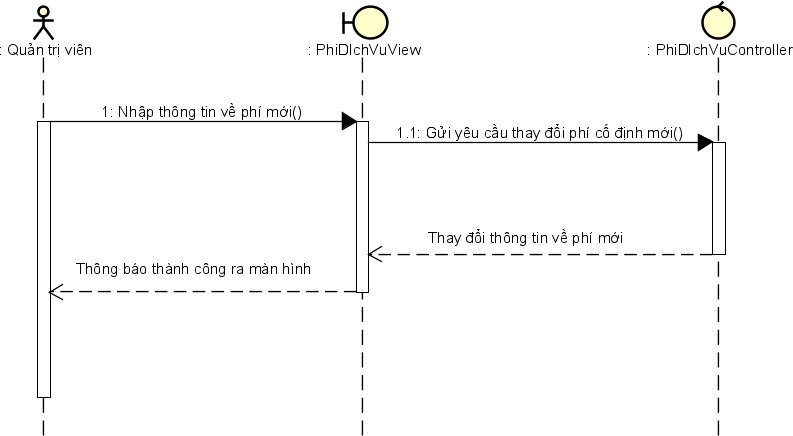 : Quản trị viên
: PhiDIchVuView
: PhiDIchVuController
1: Nhập thông tin về phí mới()
1.1: Gửi yêu cầu thay đổi phí cố định mới()
Thay đổi thông tin về phí mới
Thông báo thành công ra màn hình